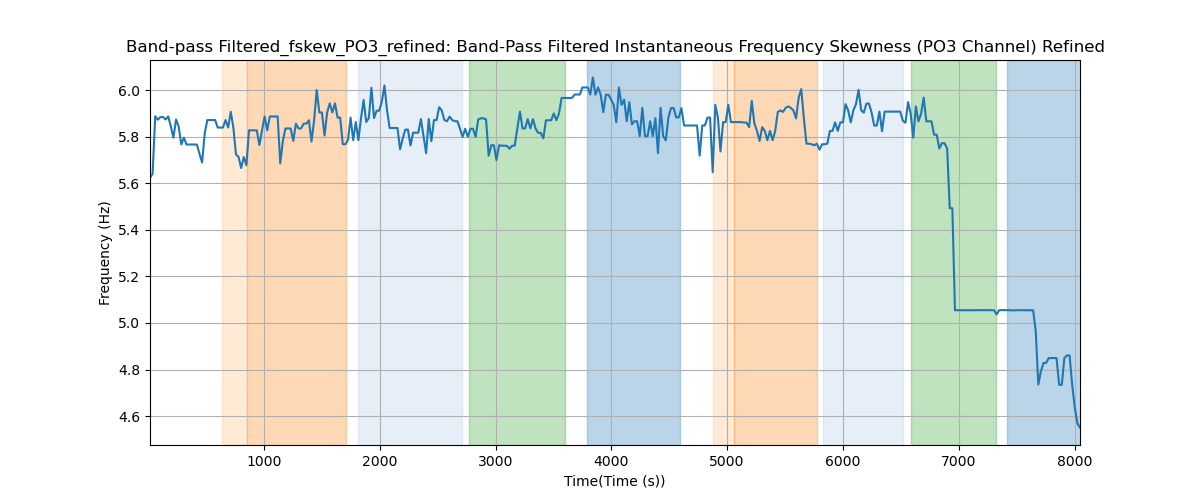 Band-pass Filtered_fskew_PO3_refined: Band-Pass Filtered Instantaneous Frequency Skewness (PO3 Channel) Refined
Frequency (Hz)
6.0
5.8
5.6
5.4
5.2
5.0
4.8
4.6
1000 2000 3000 4000 5000 6000 7000 8000
Time(Time (s))